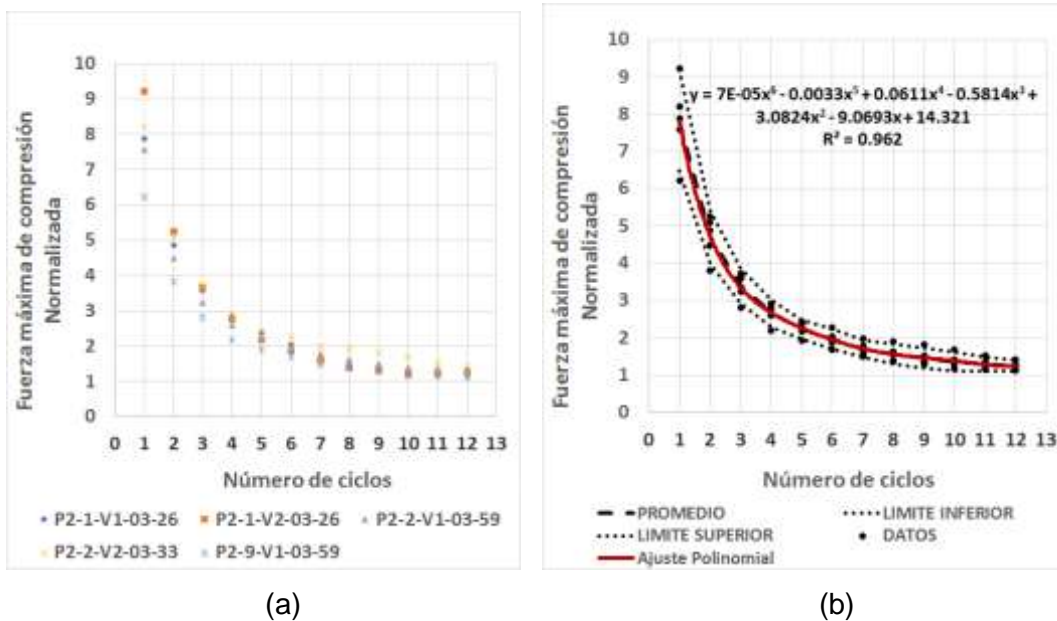 10
9
8
7
6
5
4
3
2
1
0
0 1 2 3 4 5 6 7 8 9 10 11 12 13
Fuerza máxima de compresión
Normalizada
Número de ciclos
P2-1-V1-03-26 P2-1-V2-03-26 P2-2-V1-03-59
P2-2-V2-03-33 P2-9-V1-03-59
(a)
10
9
8
7
6
5
4
3
2
1
0
0 1 2 3 4 5 6 7 8 9 10 11 12 13
Fuerza máxima de compresión
Normalizada
y = 7E-05x⁶ - 0.0033x⁵ + 0.0611x⁴ - 0.5814x³ +
3.0824x² - 9.0693x + 14.321
R² = 0.962
Número de ciclos
PROMEDIO LIMITE INFERIOR
LIMITE SUPERIOR DATOS
Ajuste Polinomial
(b)